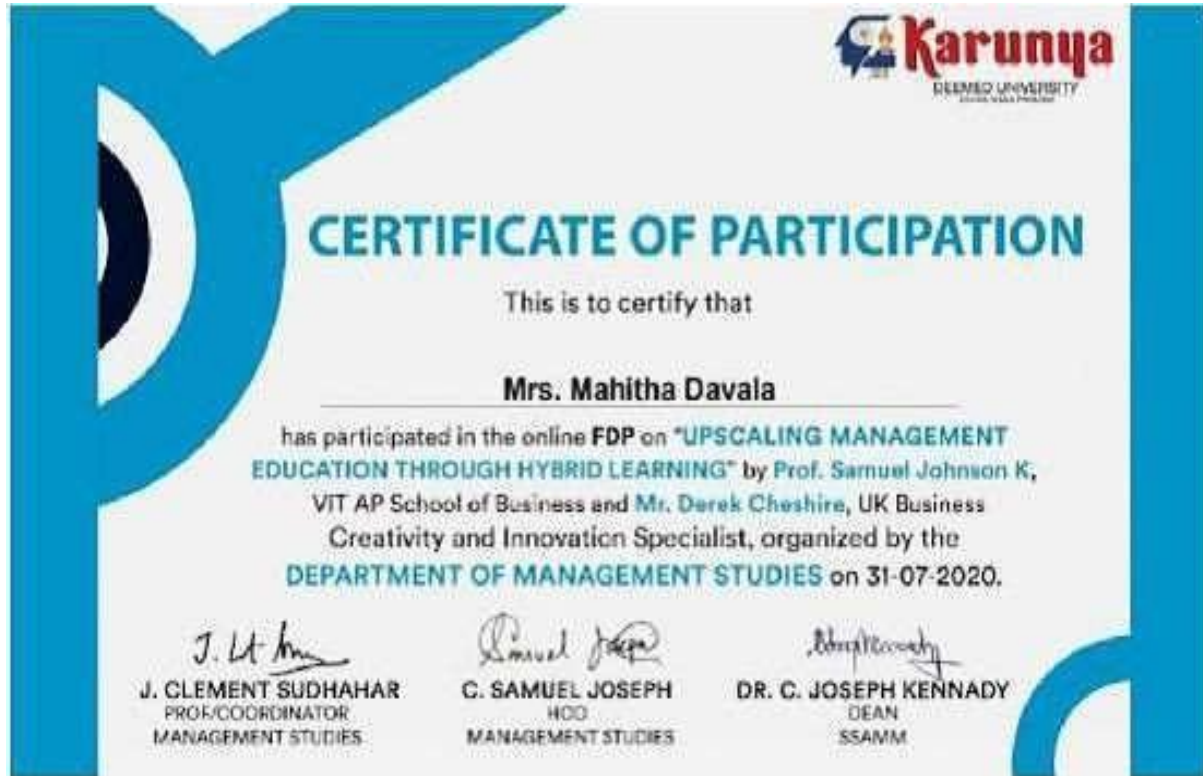 Karunya
DEEMED UNIVERSITY
CERTIFICATE OF PARTICIPATION
This is to certify that
Mrs. Mahitha Davala
has participated in the online FDP on "UPSCALING MANAGEMENT
EDUCATION THROUGH HYBRID LEARNING" by Prof. Samuel Johnson K,
VIT AP School of Business and Mr. Derek Cheshire, UK Business
Creativity and Innovation Specialist, organized by the
DEPARTMENT OF MANAGEMENT STUDIES on 31-07-2020.
J. CLEMENT SUDHAHAR
PROF/COORDINATOR
MANAGEMENT STUDIES
C. SAMUEL JOSEPH
HOD
MANAGEMENT STUDIES
DR. C. JOSEPH KENNADY
DEAN
SSAMM